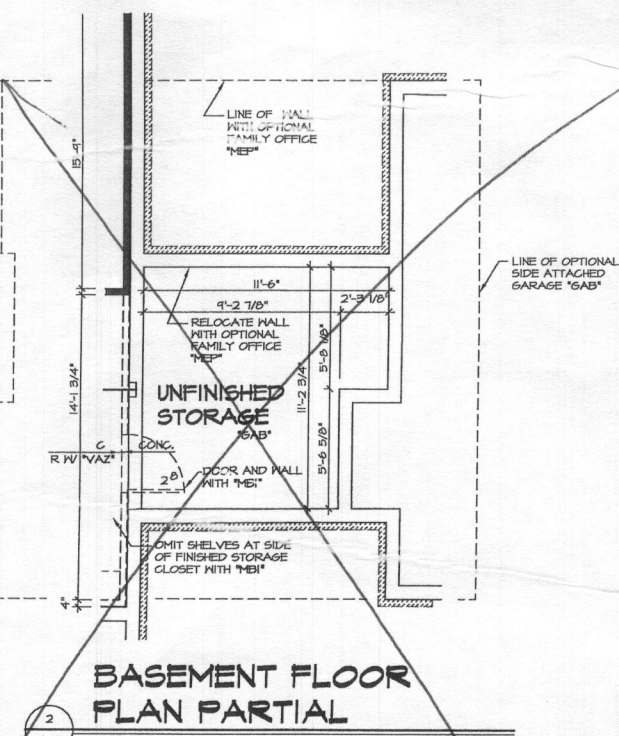 LINE OF WALL
WITH OPTIONAL
FAMILY OFFICE
"MEP"
15'-9"
LINE OF OPTIONAL
SIDE ATTACHED
GARAGE "GAB"
11'-6"
9'-2 7/8"
2'-3 1/8"
RELOCATE WALL
WITH OPTIONAL
FAMILY OFFICE
"MEP"
5'-8 1/8"
11'-2 3/4"
14'-1 3/4"
UNFINISHED
STORAGE
"GAB"
5'-6 5/8"
C
CONC.
R W/ "VAZ"
DOOR AND WALL
WITH "MBI"
2 8
OMIT SHELVES AT SIDE
OF FINISHED STORAGE
CLOSET WITH "MBI"
4"
BASEMENT FLOOR
PLAN PARTIAL
2